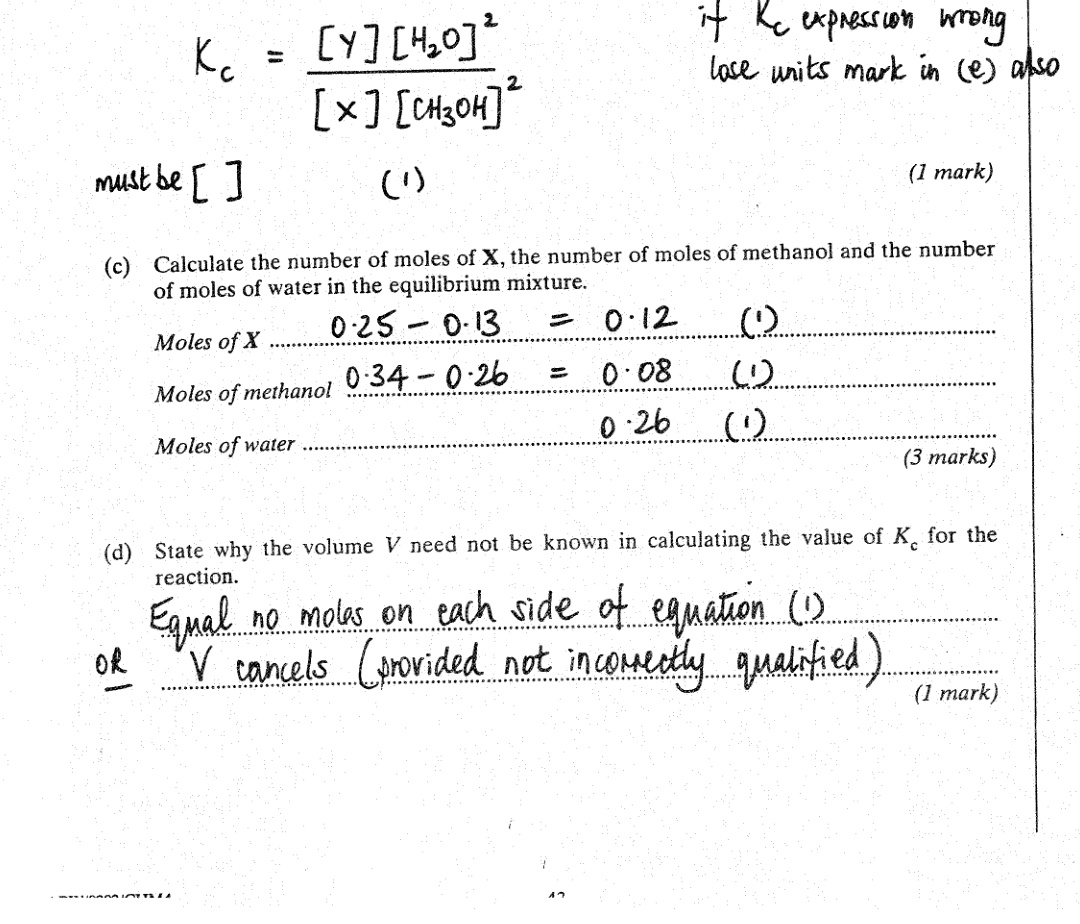 Kc = [Y][H₂O]² / [X][CH₃OH]²
if Kc expression wrong
lose units mark in (e) also
must be [ ] (1)
(1 mark)
(c) Calculate the number of moles of X, the number of moles of methanol and the number
of moles of water in the equilibrium mixture.
Moles of X 0.25 - 0.13 = 0.12 (1)
Moles of methanol 0.34 - 0.26 = 0.08 (1)
Moles of water 0.26 (1)
(3 marks)
(d) State why the volume V need not be known in calculating the value of Kc for the
reaction.
Equal no moles on each side of equation (1)
OR V cancels (provided not incorrectly qualified)
(1 mark)